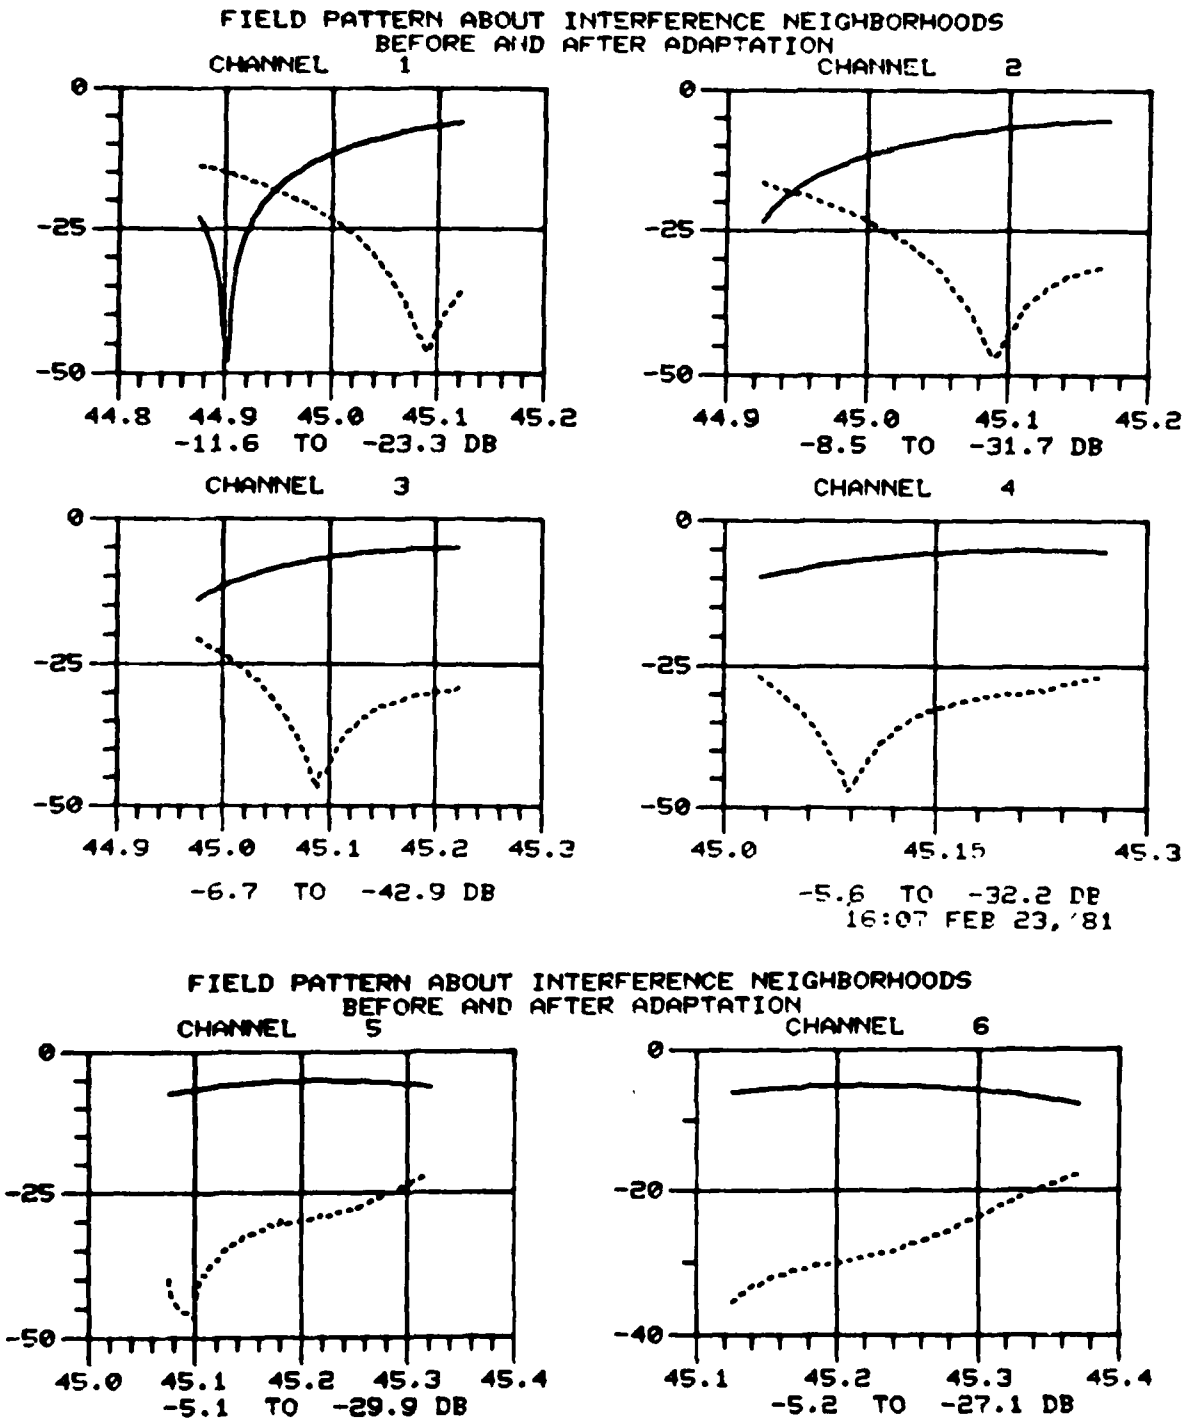 FIELD PATTERN ABOUT INTERFERENCE NEIGHBORHOODS
BEFORE AND AFTER ADAPTATION
CHANNEL 1
0
-25
-50
44.8 44.9 45.0 45.1 45.2
-11.6 TO -23.3 DB
CHANNEL 2
0
-25
-50
44.9 45.0 45.1 45.2
-8.5 TO -31.7 DB
CHANNEL 3
0
-25
-50
44.9 45.0 45.1 45.2 45.3
-6.7 TO -42.9 DB
CHANNEL 4
0
-25
-50
45.0 45.15 45.3
-5.6 TO -32.2 DB
16:07 FEB 23, '81
FIELD PATTERN ABOUT INTERFERENCE NEIGHBORHOODS
BEFORE AND AFTER ADAPTATION
CHANNEL 5
0
-25
-50
45.0 45.1 45.2 45.3 45.4
-5.1 TO -29.9 DB
CHANNEL 6
0
-20
-40
45.1 45.2 45.3 45.4
-5.2 TO -27.1 DB